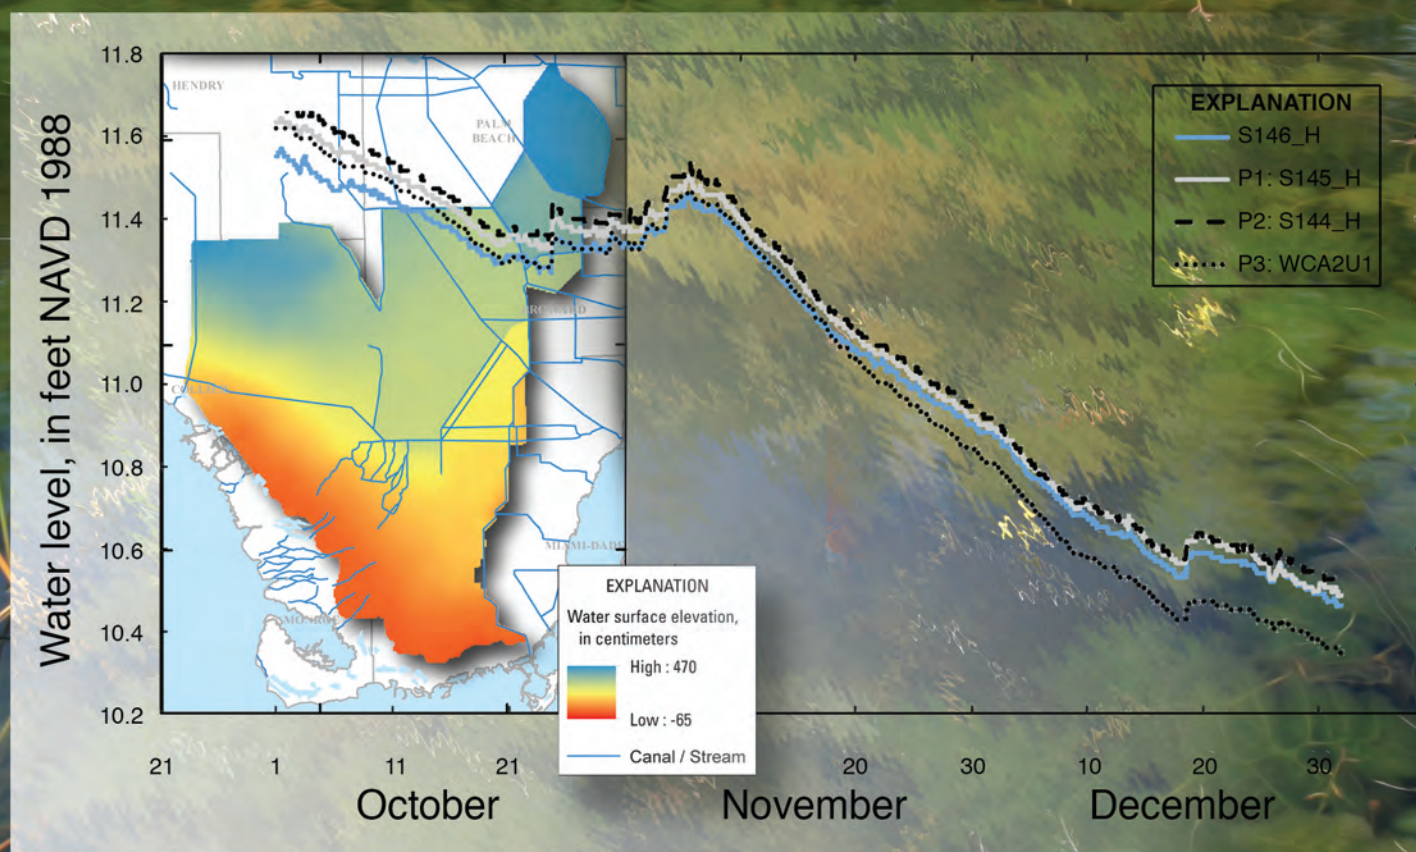 Water level, in feet NAVD 1988
11.8
11.6
11.4
11.2
11.0
10.8
10.6
10.4
10.2
HENDRY
PALM
BEACH
BROWARD
COLLIER
MIAMI-DADE
MONROE
EXPLANATION
S146_H
P1: S145_H
P2: S144_H
P3: WCA2U1
EXPLANATION
Water surface elevation,
in centimeters
High : 470
Low : -65
Canal / Stream
21 1 11 21 20 30 10 20 30
October November December